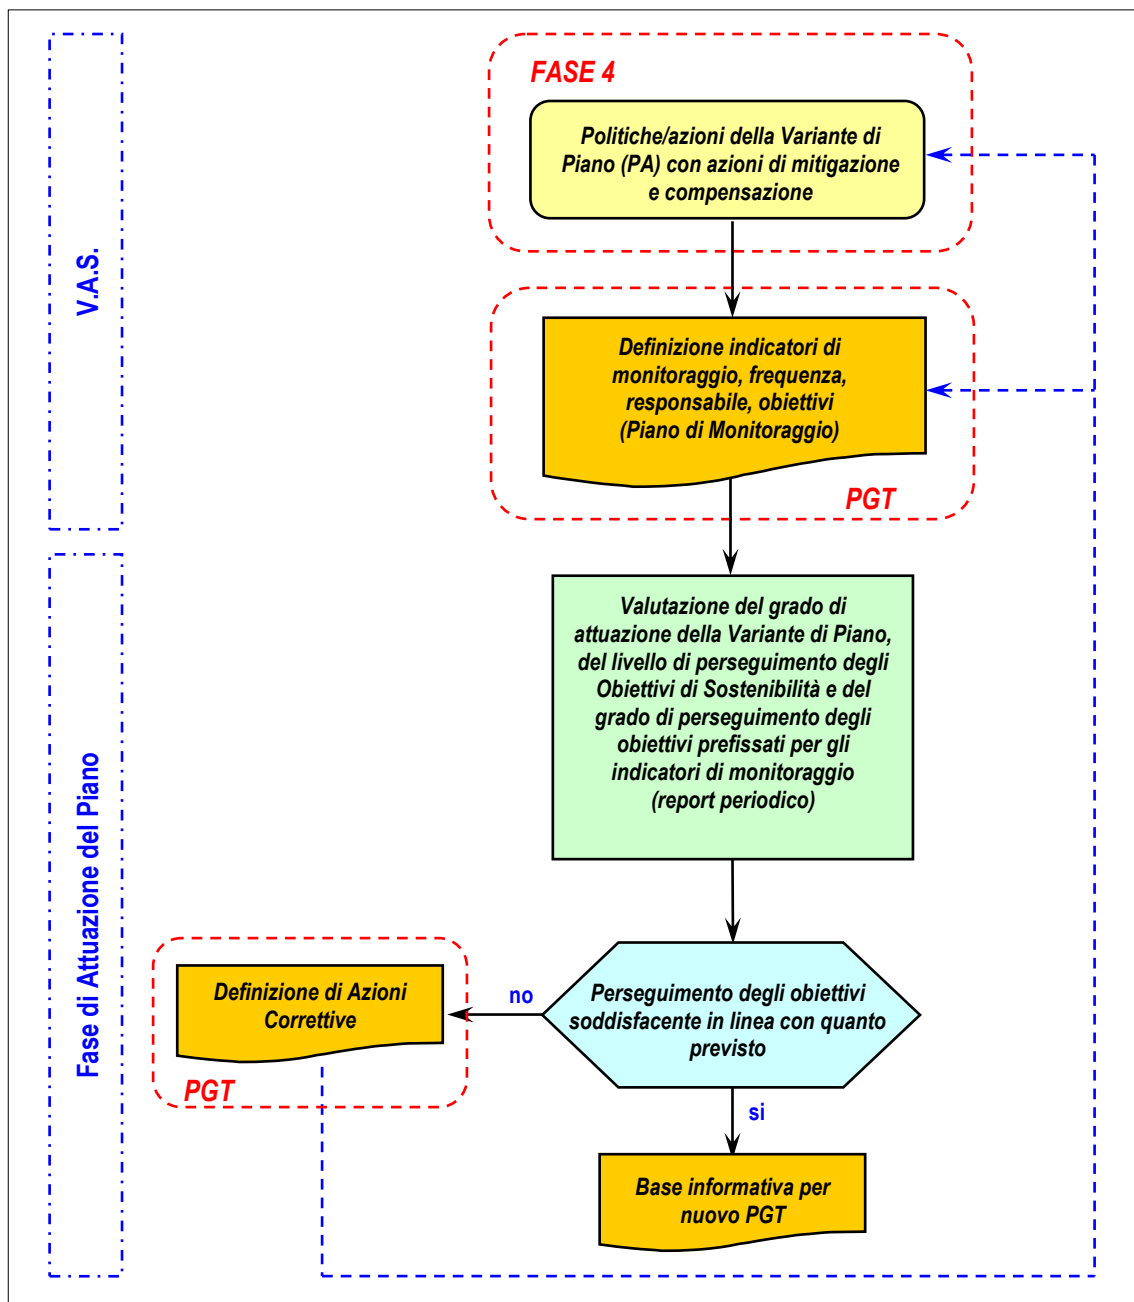 FASE 4
Politiche/azioni della Variante di
Piano (PA) con azioni di mitigazione
e compensazione
V.A.S.
Definizione indicatori di
monitoraggio, frequenza,
responsabile, obiettivi
(Piano di Monitoraggio)
PGT
Fase di Attuazione del Piano
Valutazione del grado di
attuazione della Variante di Piano,
del livello di perseguimento degli
Obiettivi di Sostenibilità e del
grado di perseguimento degli
obiettivi prefissati per gli
indicatori di monitoraggio
(report periodico)
Perseguimento degli obiettivi
soddisfacente in linea con quanto
previsto
no
Definizione di Azioni
Correttive
PGT
si
Base informativa per
nuovo PGT